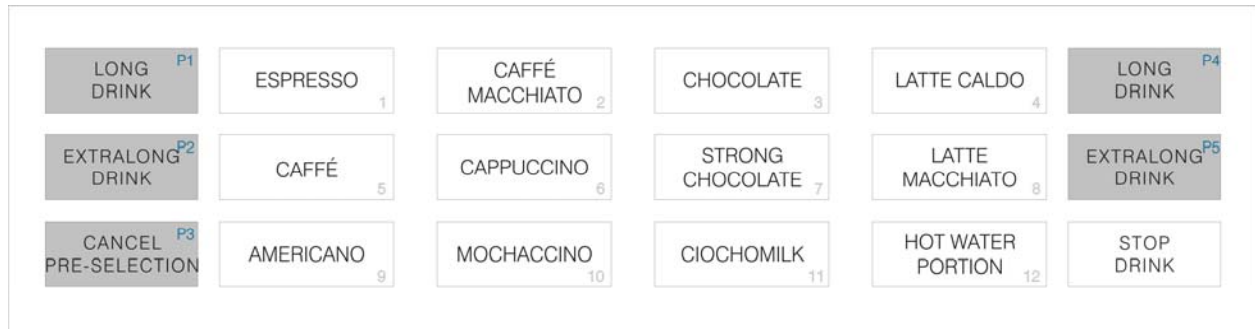 LONG DRINK P1
ESPRESSO 1
CAFFÉ MACCHIATO 2
CHOCOLATE 3
LATTE CALDO 4
LONG DRINK P4
EXTRALONG DRINK P2
CAFFÉ 5
CAPPUCCINO 6
STRONG CHOCOLATE 7
LATTE MACCHIATO 8
EXTRALONG DRINK P5
CANCEL PRE-SELECTION P3
AMERICANO 9
MOCHACCINO 10
CIOCHOMILK 11
HOT WATER PORTION 12
STOP DRINK